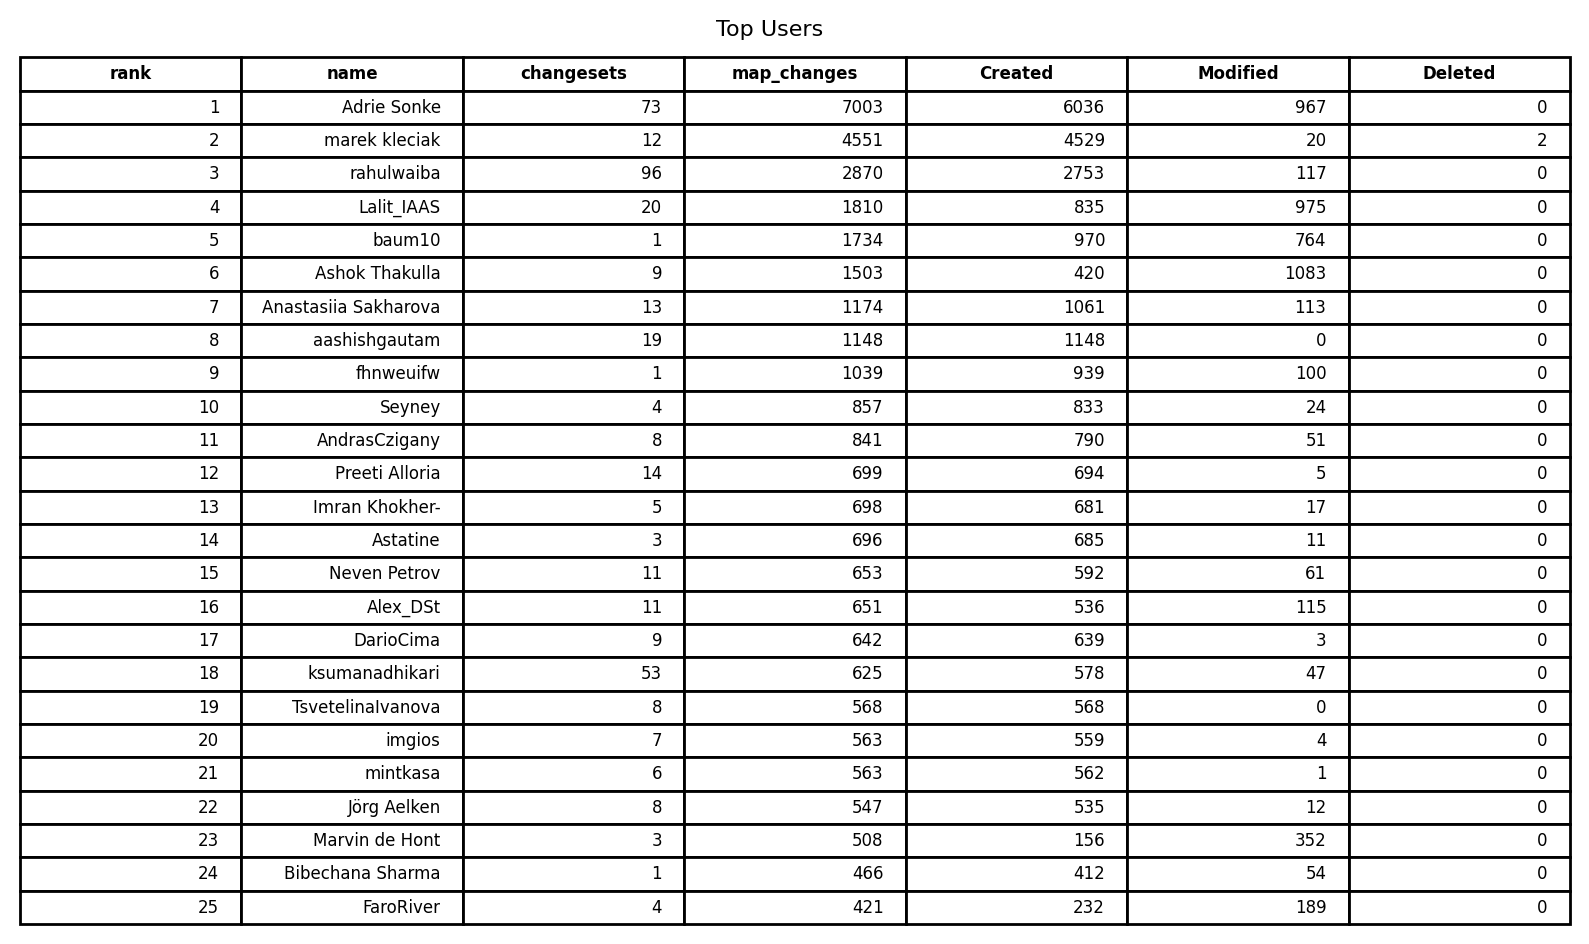 Top Users
rank name changesets map_changes Created Modified Deleted
1 Adrie Sonke 73 7003 6036 967 0
2 marek kleciak 12 4551 4529 20 2
3 rahulwaiba 96 2870 2753 117 0
4 Lalit_IAAS 20 1810 835 975 0
5 baum10 1 1734 970 764 0
6 Ashok Thakulla 9 1503 420 1083 0
7 Anastasiia Sakharova 13 1174 1061 113 0
8 aashishgautam 19 1148 1148 0 0
9 fhnweuifw 1 1039 939 100 0
10 Seyney 4 857 833 24 0
11 AndrasCzigany 8 841 790 51 0
12 Preeti Alloria 14 699 694 5 0
13 Imran Khokher- 5 698 681 17 0
14 Astatine 3 696 685 11 0
15 Neven Petrov 11 653 592 61 0
16 Alex_DSt 11 651 536 115 0
17 DarioCima 9 642 639 3 0
18 ksumanadhikari 53 625 578 47 0
19 TsvetelinaIvanova 8 568 568 0 0
20 imgios 7 563 559 4 0
21 mintkasa 6 563 562 1 0
22 Jörg Aelken 8 547 535 12 0
23 Marvin de Hont 3 508 156 352 0
24 Bibechana Sharma 1 466 412 54 0
25 FaroRiver 4 421 232 189 0